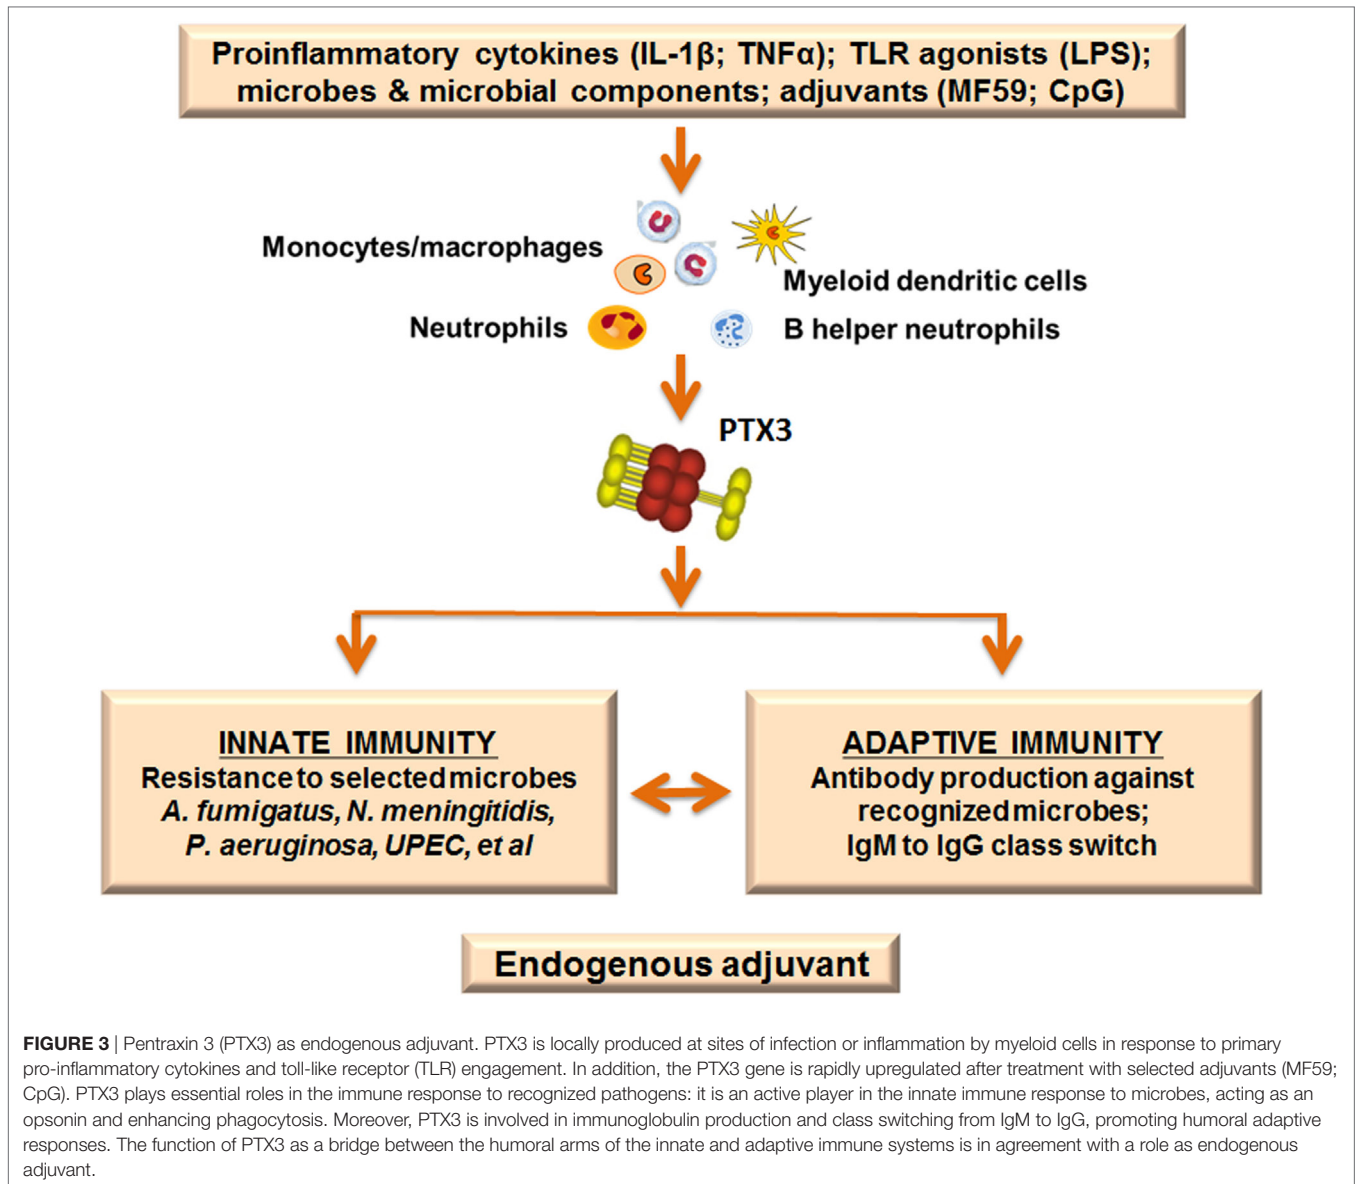 Proinflammatory cytokines (IL-1β; TNFα); TLR agonists (LPS);
microbes & microbial components; adjuvants (MF59; CpG)
Monocytes/macrophages
Myeloid dendritic cells
Neutrophils
B helper neutrophils
PTX3
INNATE IMMUNITY
Resistance to selected microbes
A. fumigatus, N. meningitidis,
P. aeruginosa, UPEC, et al
ADAPTIVE IMMUNITY
Antibody production against
recognized microbes;
IgM to IgG class switch
Endogenous adjuvant
FIGURE 3 | Pentraxin 3 (PTX3) as endogenous adjuvant. PTX3 is locally produced at sites of infection or inflammation by myeloid cells in response to primary
pro-inflammatory cytokines and toll-like receptor (TLR) engagement. In addition, the PTX3 gene is rapidly upregulated after treatment with selected adjuvants (MF59;
CpG). PTX3 plays essential roles in the immune response to recognized pathogens: it is an active player in the innate immune response to microbes, acting as an
opsonin and enhancing phagocytosis. Moreover, PTX3 is involved in immunoglobulin production and class switching from IgM to IgG, promoting humoral adaptive
responses. The function of PTX3 as a bridge between the humoral arms of the innate and adaptive immune systems is in agreement with a role as endogenous
adjuvant.